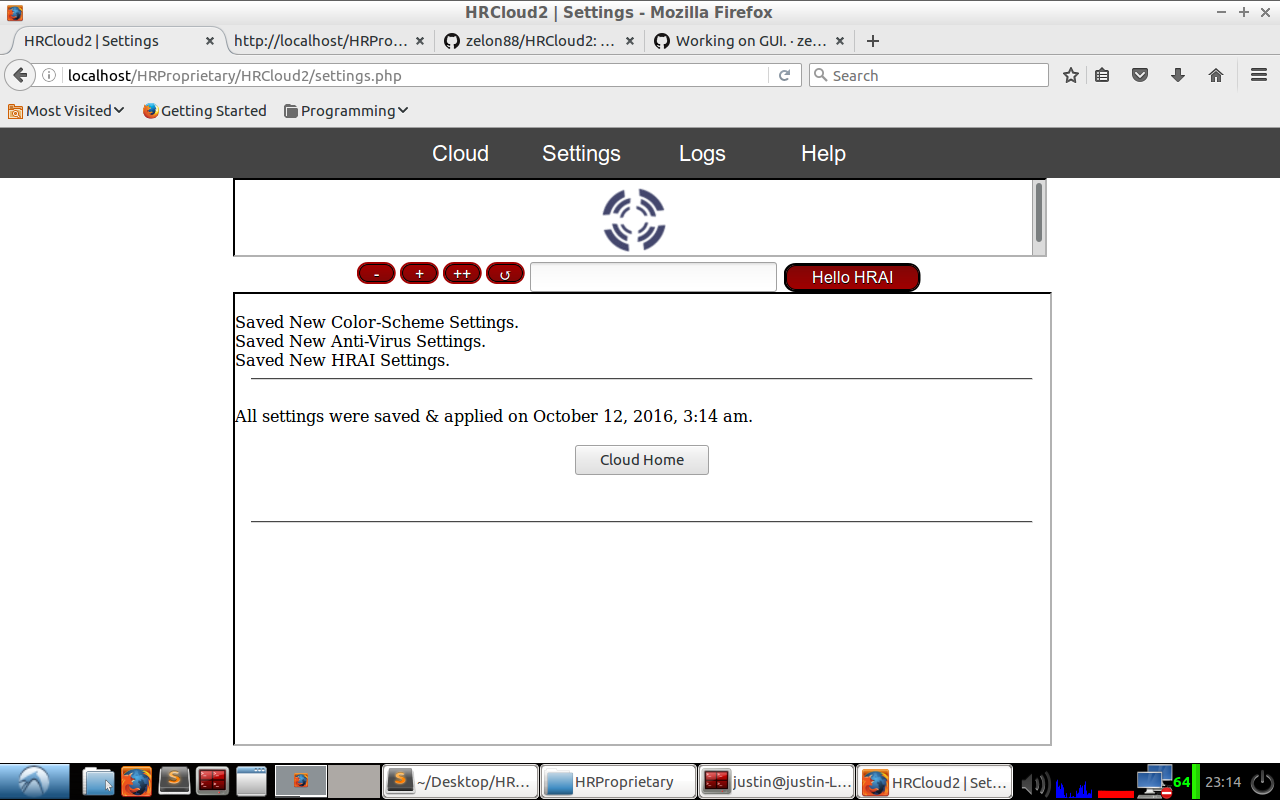 HRCloud2 | Settings - Mozilla Firefox
HRCloud2 | Settings
http://localhost/HRPro...
zelon88/HRCloud2: ...
Working on GUI. · ze...
localhost/HRProprietary/HRCloud2/settings.php
Search
Most Visited
Getting Started
Programming
Cloud
Settings
Logs
Help
-
+
++
↺
Hello HRAI
Saved New Color-Scheme Settings.
Saved New Anti-Virus Settings.
Saved New HRAI Settings.
All settings were saved & applied on October 12, 2016, 3:14 am.
Cloud Home
~/Desktop/HR...
HRProprietary
justin@justin-L...
HRCloud2 | Set...
64
23:14